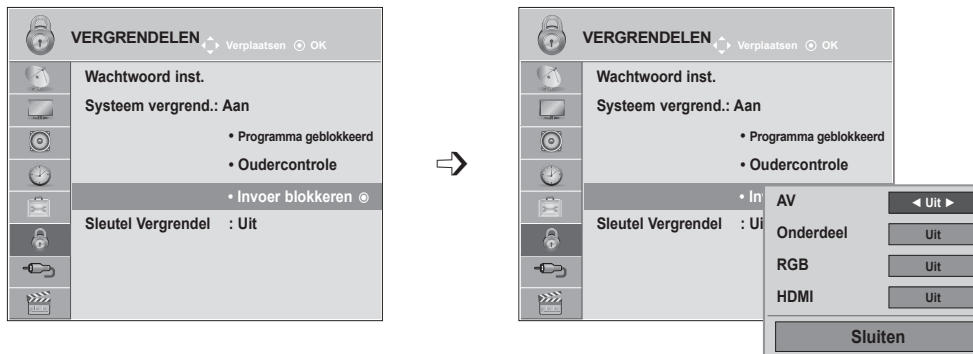 VERGRENDELEN
Verplaatsen OK
Wachtwoord inst.
Systeem vergrend.: Aan
• Programma geblokkeerd
• Oudercontrole
• Invoer blokkeren
Sleutel Vergrendel : Uit
VERGRENDELEN
Verplaatsen OK
Wachtwoord inst.
Systeem vergrend.: Aan
• Programma geblokkeerd
• Oudercontrole
• In
Sleutel Vergrendel : Ui
AV ◄ Uit ►
Onderdeel Uit
RGB Uit
HDMI Uit
Sluiten